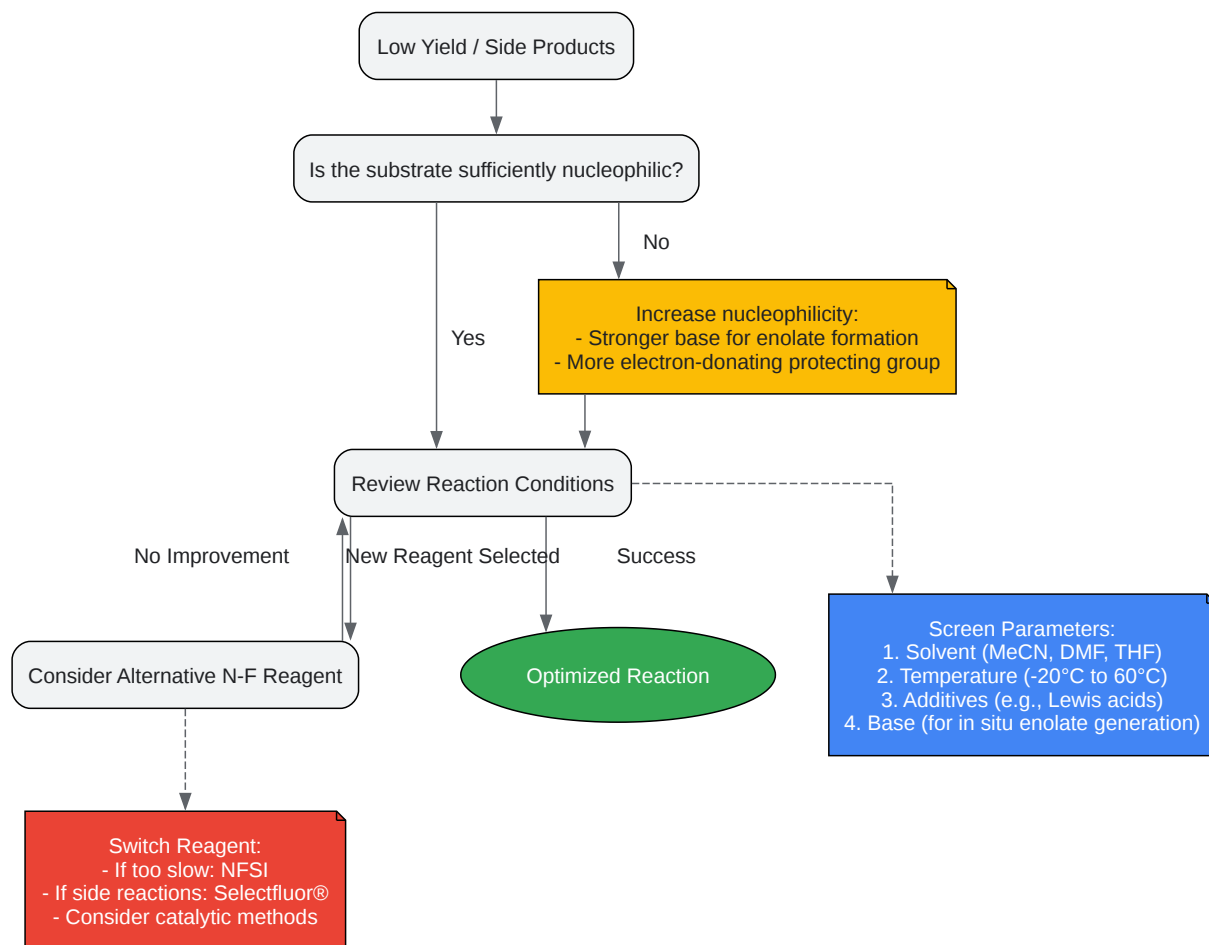 Low Yield / Side Products
Is the substrate sufficiently nucleophilic?
No
Increase nucleophilicity:
- Stronger base for enolate formation
- More electron-donating protecting group
Yes
Review Reaction Conditions
No Improvement
New Reagent Selected
Success
Screen Parameters:
1. Solvent (MeCN, DMF, THF)
2. Temperature (-20°C to 60°C)
3. Additives (e.g., Lewis acids)
4. Base (for in situ enolate generation)
Consider Alternative N-F Reagent
Optimized Reaction
Switch Reagent:
- If too slow: NFSI
- If side reactions: Selectfluor®
- Consider catalytic methods